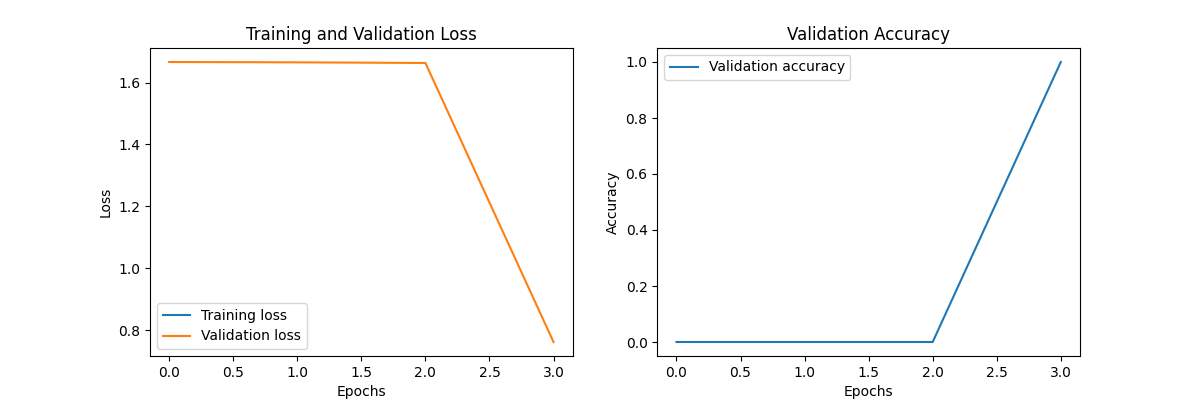 Training and Validation Loss
1.6
1.4
1.2
1.0
0.8
Loss
Training loss
Validation loss
0.0 0.5 1.0 1.5 2.0 2.5 3.0
Epochs
Validation Accuracy
Validation accuracy
1.0
0.8
0.6
0.4
0.2
0.0
Accuracy
0.0 0.5 1.0 1.5 2.0 2.5 3.0
Epochs